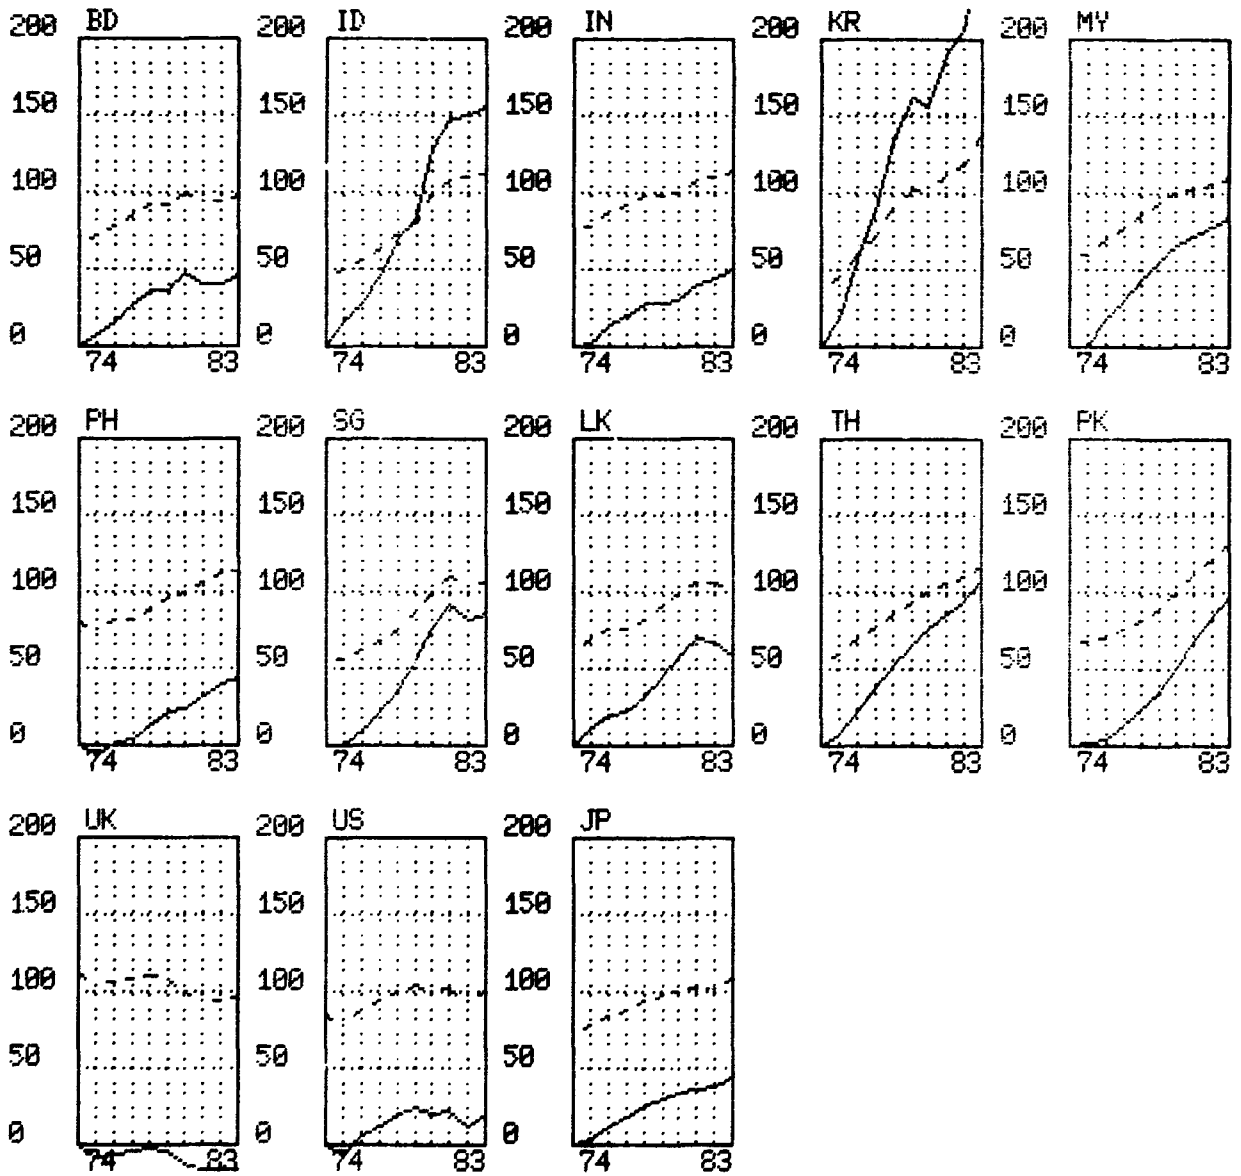 BD ID IN KR MY
200 200 200 200 200
150 150 150 150 150
100 100 100 100 100
50 50 50 50 50
0 0 0 0 0
74 83 74 83 74 83 74 83 74 83
PH SG LK TH PK
200 200 200 200 200
150 150 150 150 150
100 100 100 100 100
50 50 50 50 50
0 0 0 0 0
74 83 74 83 74 83 74 83 74 83
UK US JP
200 200 200
150 150 150
100 100 100
50 50 50
0 0 0
74 83 74 83 74 83